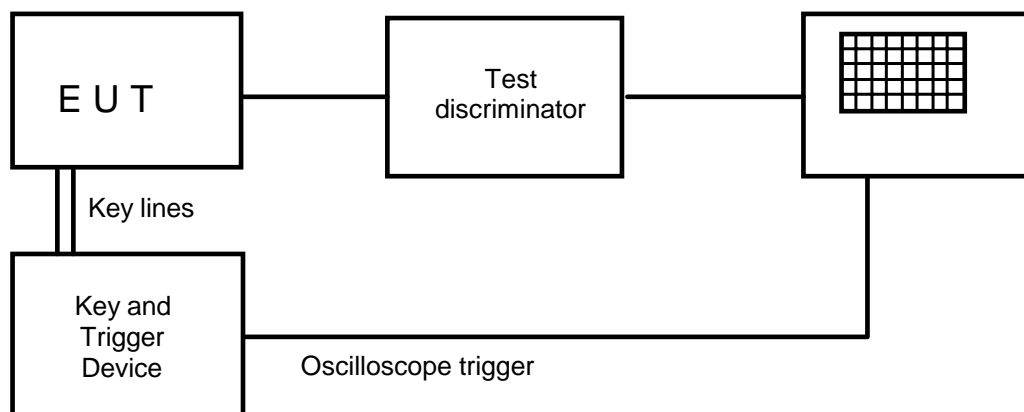 E U T
Test
discriminator
Key lines
Key and
Trigger
Device
Oscilloscope trigger